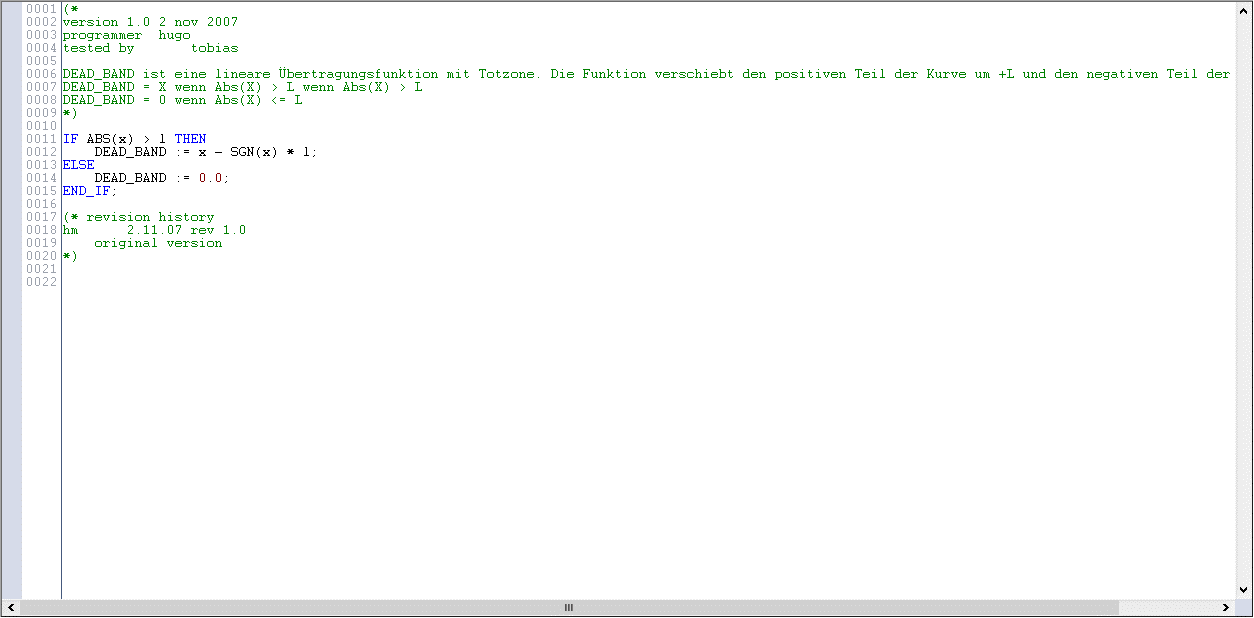 0001 (*
0002 version 1.0 2 nov 2007
0003 programmer hugo
0004 tested by tobias
0005
0006 DEAD_BAND ist eine lineare Übertragungsfunktion mit Totzone. Die Funktion verschiebt den positiven Teil der Kurve um +L und den negativen Teil der
0007 DEAD_BAND = X wenn Abs(X) > L wenn Abs(X) > L
0008 DEAD_BAND = 0 wenn Abs(X) <= L
0009 *)
0010
0011 IF ABS(x) > l THEN
0012 DEAD_BAND := x - SGN(x) * l;
0013 ELSE
0014 DEAD_BAND := 0.0;
0015 END_IF;
0016
0017 (* revision history
0018 hm 2.11.07 rev 1.0
0019 original version
0020 *)
0021
0022